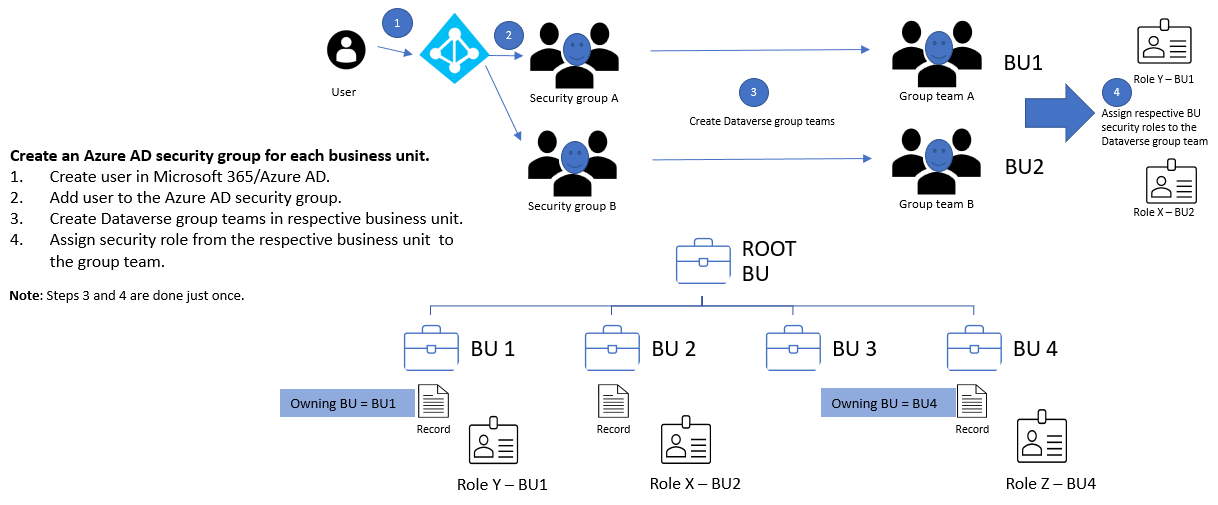 1
2
User
Security group A
Security group B
3
Create Dataverse group teams
Group team A
BU1
Group team B
BU2
Role Y – BU1
4
Assign respective BU
security roles to the
Dataverse group team
Role X – BU2
Create an Azure AD security group for each business unit.
1. Create user in Microsoft 365/Azure AD.
2. Add user to the Azure AD security group.
3. Create Dataverse group teams in respective business unit.
4. Assign security role from the respective business unit to
the group team.
Note: Steps 3 and 4 are done just once.
ROOT
BU
BU 1
BU 2
BU 3
BU 4
Owning BU = BU1
Record
Record
Owning BU = BU4
Record
Role Y – BU1
Role X – BU2
Role Z – BU4